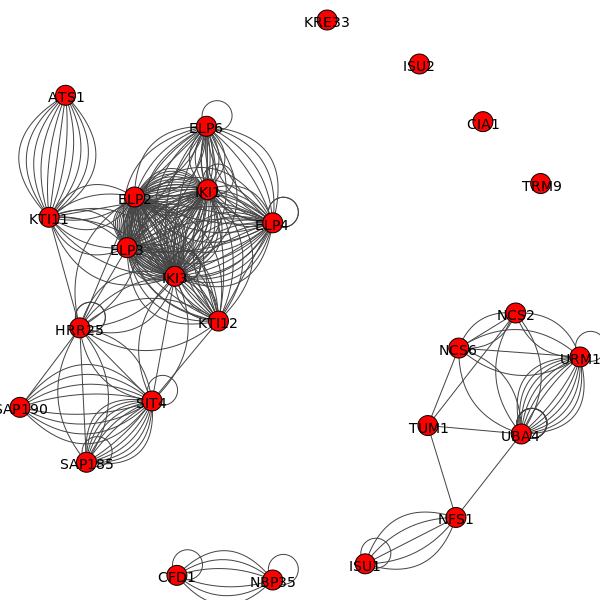 KRE33
ISU2
ATS1
CIA1
ELP6
TRM9
IKI1
ELP2
KTI11
ELP4
ELP3
IKI3
NCS2
KTI12
HRR25
NCS6
URM1
SIT4
SAP190
TUM1
UBA4
SAP185
NFS1
ISU1
CFD1
NBP35